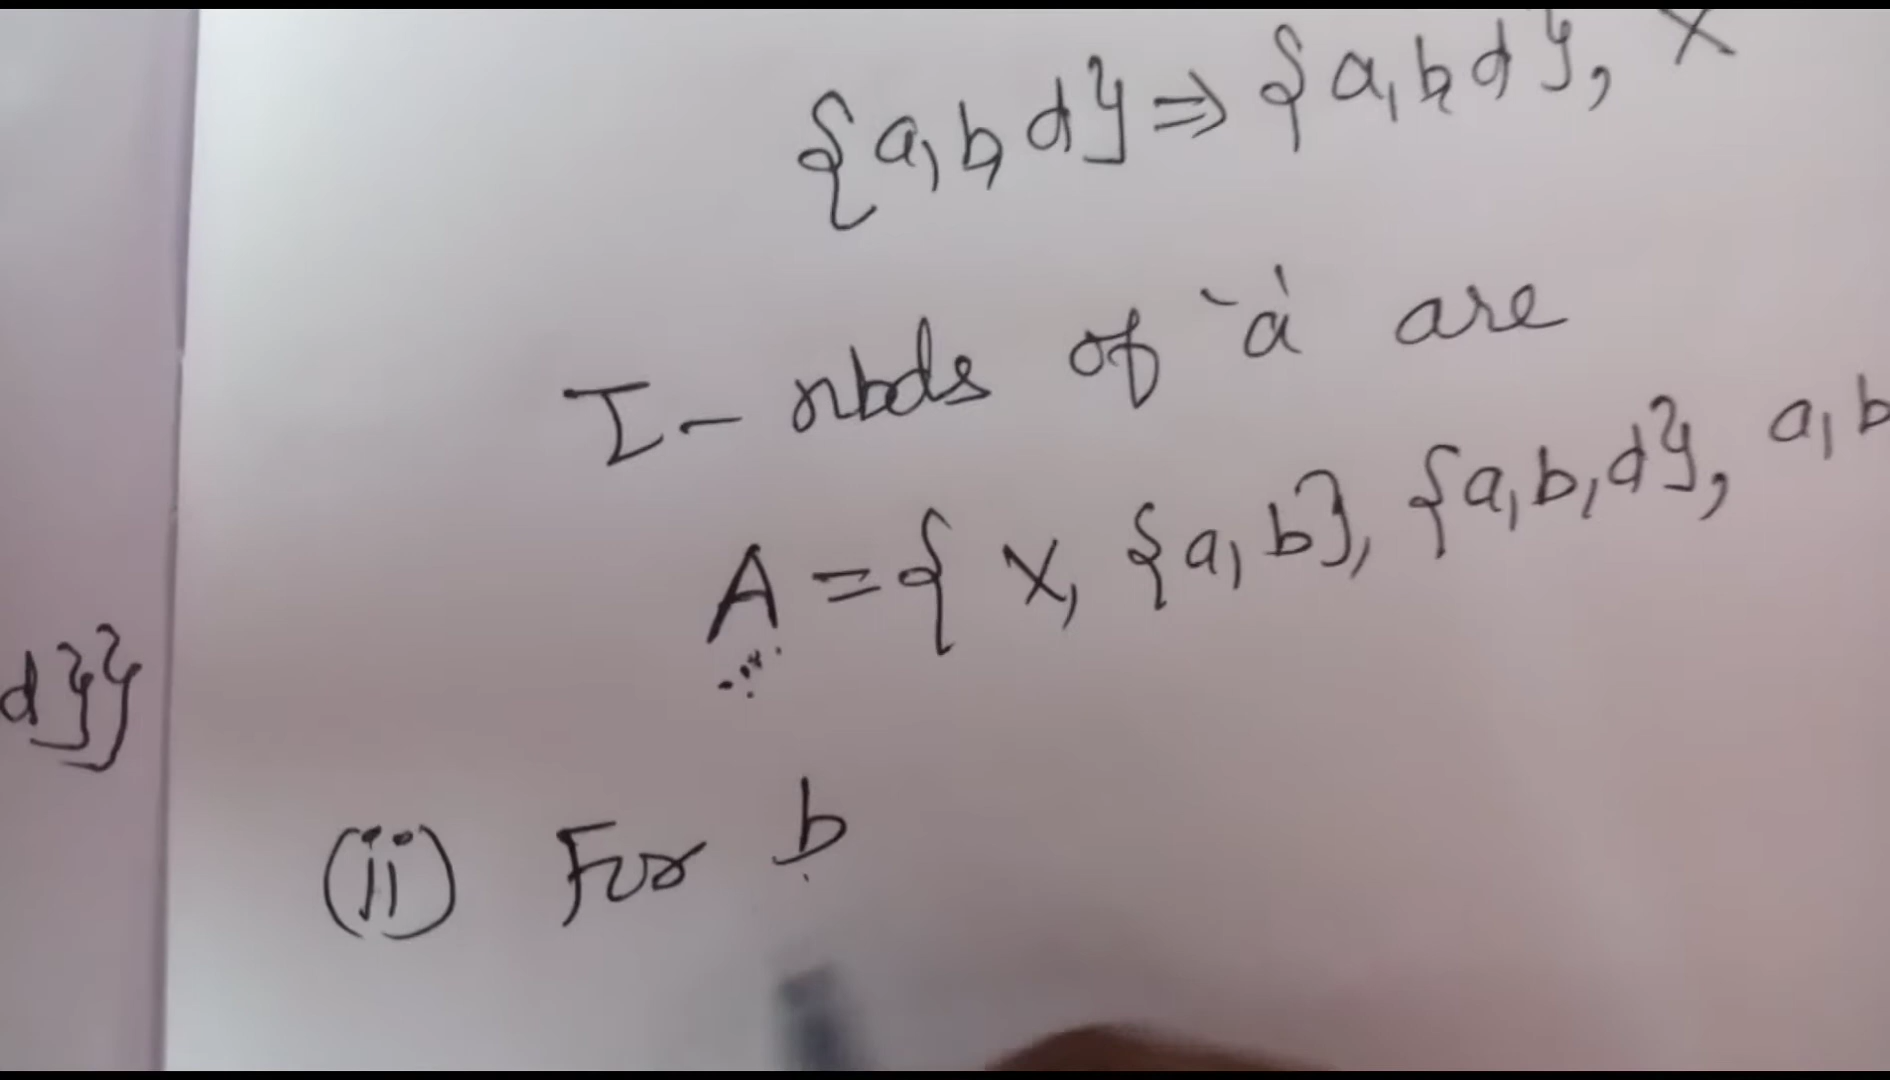 {a, b, d} ⇒ {a, b, d}, X
I - nbds of 'a' are
A = { X, {a, b}, {a, b, d}, a, b
d}}
(ii) For b